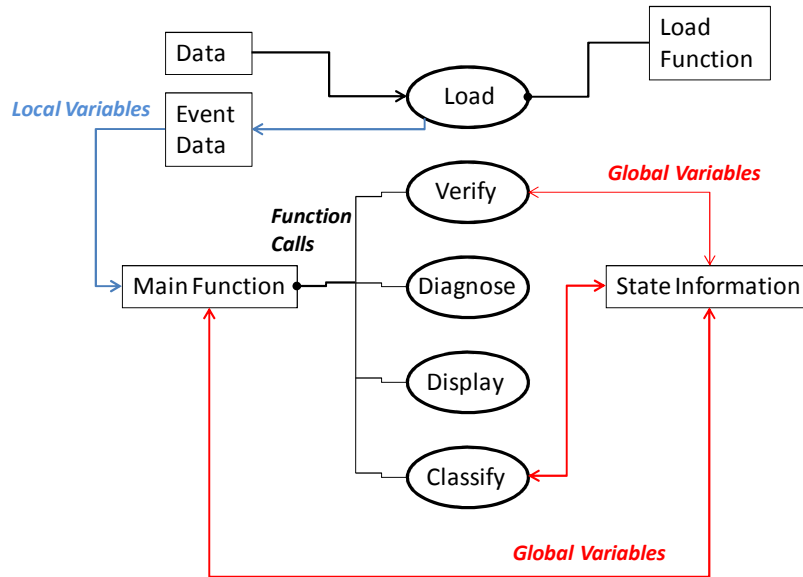 Data
Load
Function
Load
Local Variables
Event
Data
Global Variables
Verify
Function
Calls
Main Function
Diagnose
State Information
Display
Classify
Global Variables